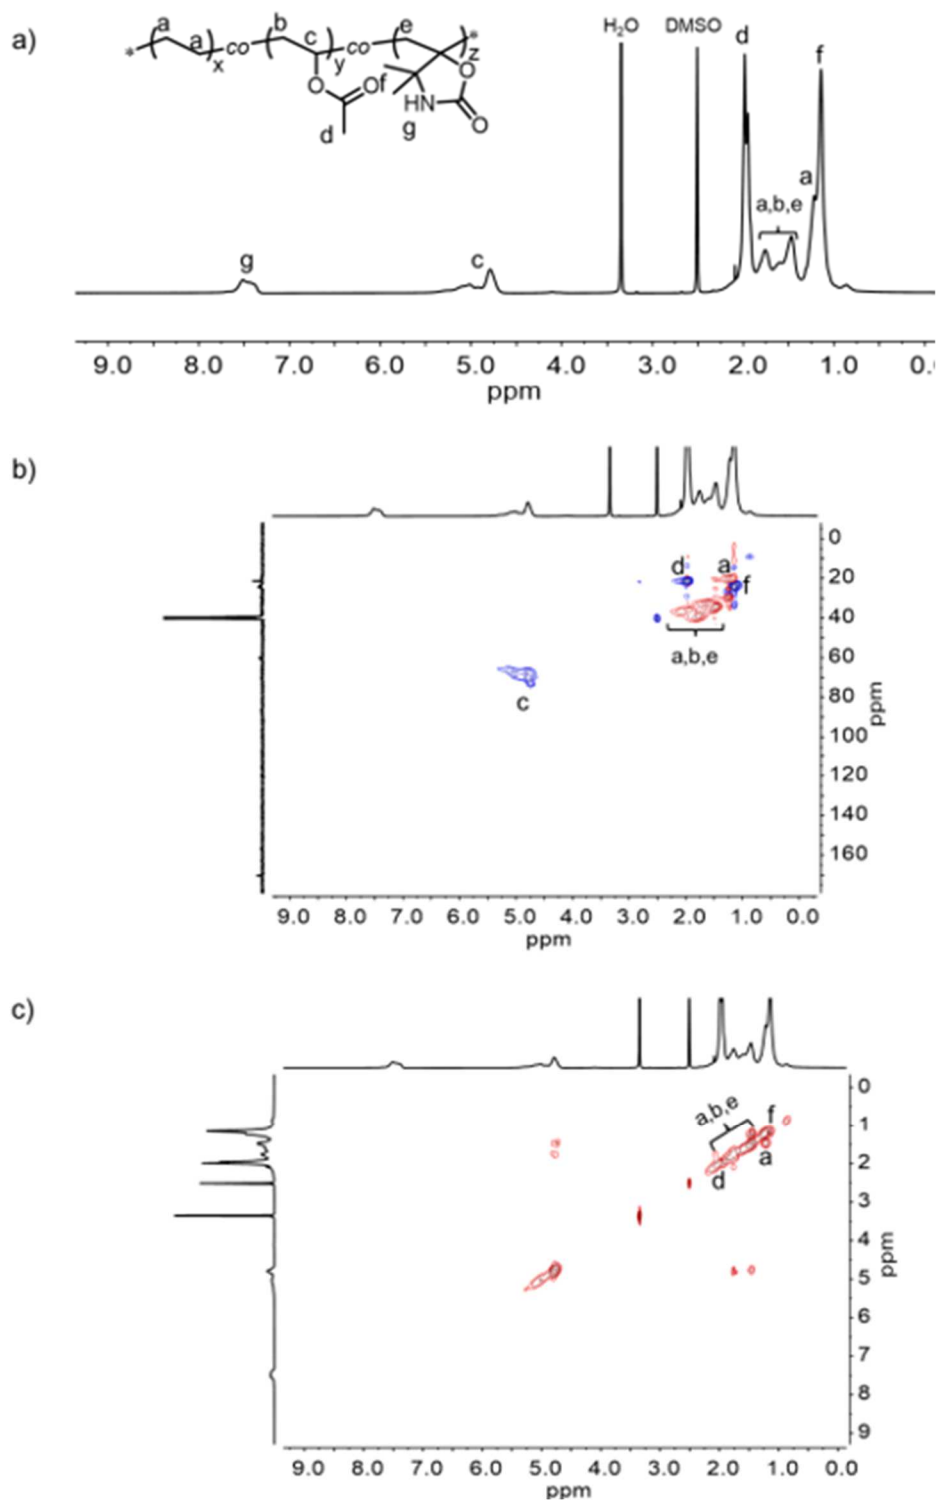 a)
a b c e
* ( a ) x co ( ) y co ( ) z *
O
O O f
HN
d g O
H₂O DMSO d f
a
a,b,e
g c
9.0 8.0 7.0 6.0 5.0 4.0 3.0 2.0 1.0 0.
ppm
b)
d a
f
a,b,e
c
0
20
40
60
80
100
120
140
160
ppm
9.0 8.0 7.0 6.0 5.0 4.0 3.0 2.0 1.0 0.0
ppm
c)
a,b,e f
a
d
0
1
2
3
4
5
6
7
8
9
ppm
9.0 8.0 7.0 6.0 5.0 4.0 3.0 2.0 1.0 0.0
ppm